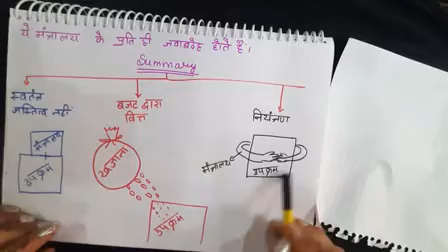 ये मंत्रालय के प्रति ही जवाबदेह होते हैं।
Summary
स्वतंत्र
अस्तित्व नहीं
बजट द्वारा
वित्त
नियंत्रण
मंत्रालय
उपक्रम
खजाना
उपक्रम
मंत्रालय
उपक्रम